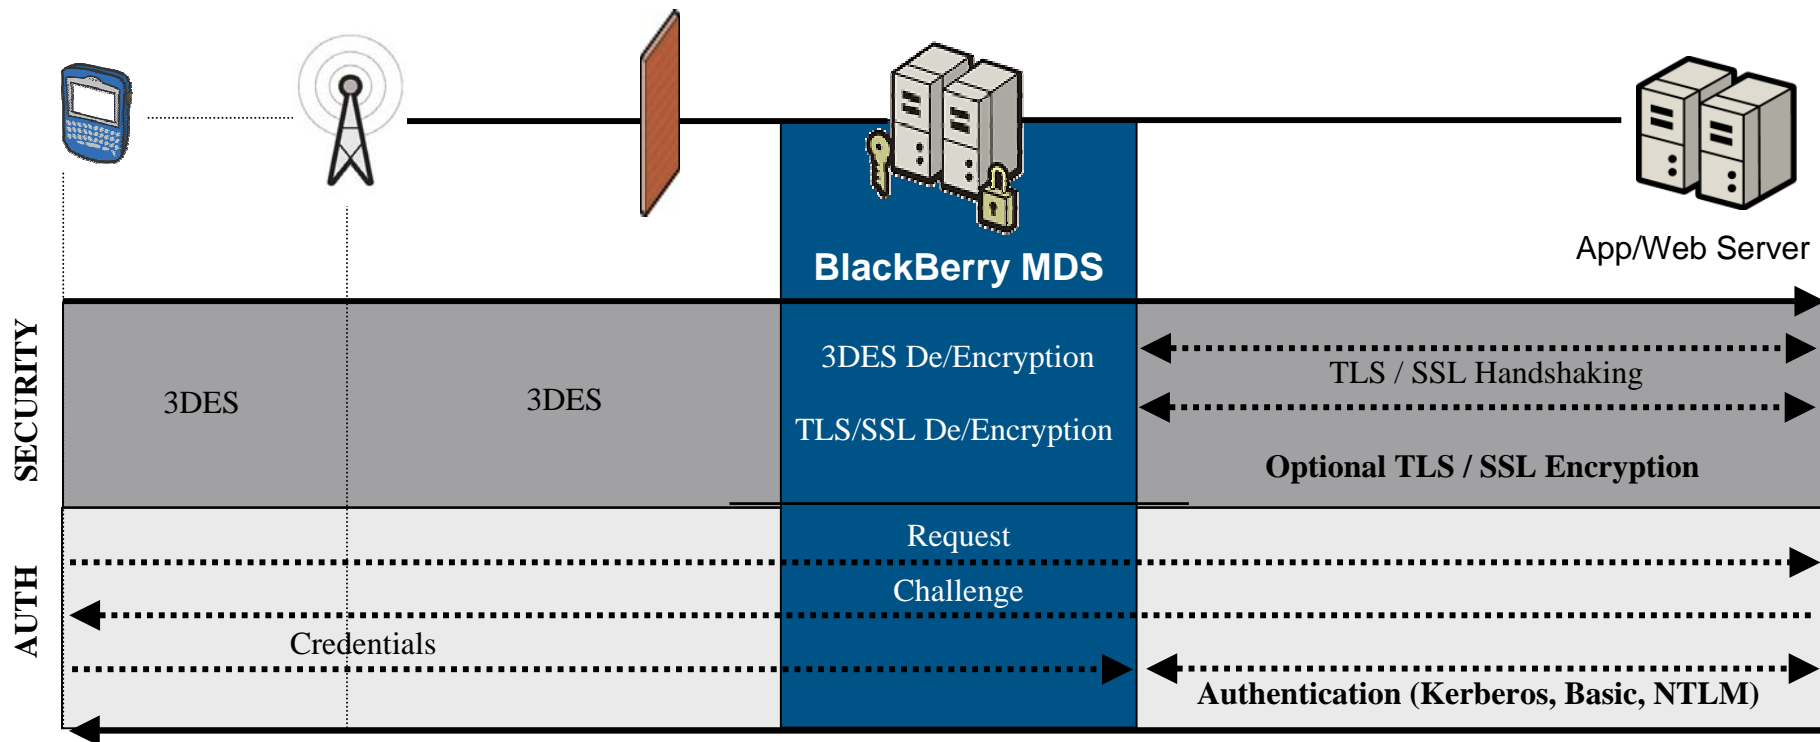 App/Web Server
BlackBerry MDS
SECURITY
3DES
3DES
3DES De/Encryption
TLS/SSL De/Encryption
TLS / SSL Handshaking
Optional TLS / SSL Encryption
AUTH
Request
Challenge
Credentials
Authentication (Kerberos, Basic, NTLM)